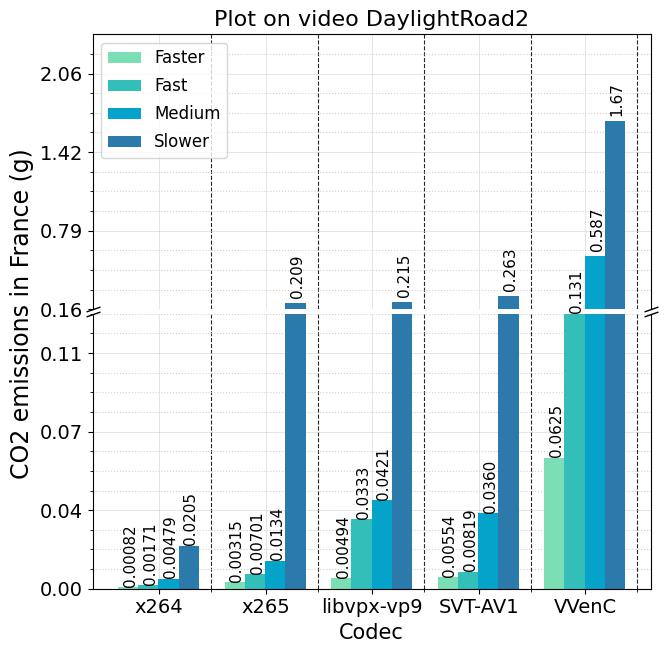 Plot on video DaylightRoad2
Faster
Fast
Medium
Slower
CO2 emissions in France (g)
2.06
1.42
0.79
0.16
0.11
0.07
0.04
0.00
0.00082
0.00171
0.00479
0.0205
0.00315
0.00701
0.0134
0.209
0.00494
0.0333
0.0421
0.215
0.00554
0.00819
0.0360
0.263
0.0625
0.131
0.587
1.67
x264
x265
libvpx-vp9
SVT-AV1
VVenC
Codec